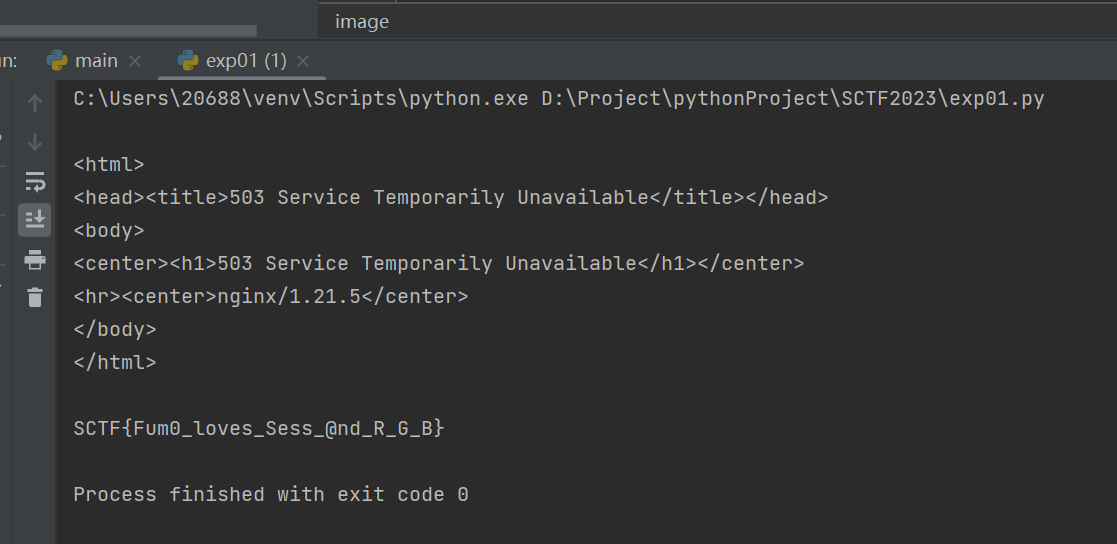 image
n:
main
exp01 (1)
C:\Users\20688\venv\Scripts\python.exe D:\Project\pythonProject\SCTF2023\exp01.py
<html>
<head><title>503 Service Temporarily Unavailable</title></head>
<body>
<center><h1>503 Service Temporarily Unavailable</h1></center>
<hr><center>nginx/1.21.5</center>
</body>
</html>
SCTF{Fum0_loves_Sess_@nd_R_G_B}
Process finished with exit code 0